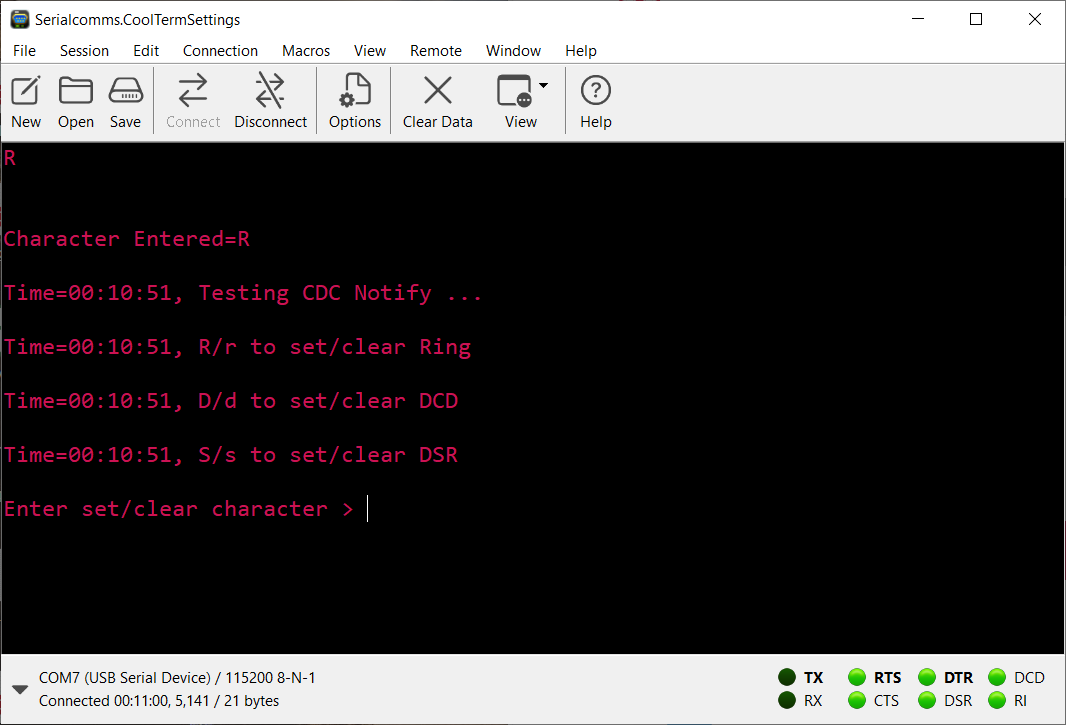 Serialcomms.CoolTermSettings
File Session Edit Connection Macros View Remote Window Help
New Open Save Connect Disconnect Options Clear Data View Help
R
Character Entered=R
Time=00:10:51, Testing CDC Notify ...
Time=00:10:51, R/r to set/clear Ring
Time=00:10:51, D/d to set/clear DCD
Time=00:10:51, S/s to set/clear DSR
Enter set/clear character >
COM7 (USB Serial Device) / 115200 8-N-1
Connected 00:11:00, 5,141 / 21 bytes
TX RTS DTR DCD
RX CTS DSR RI